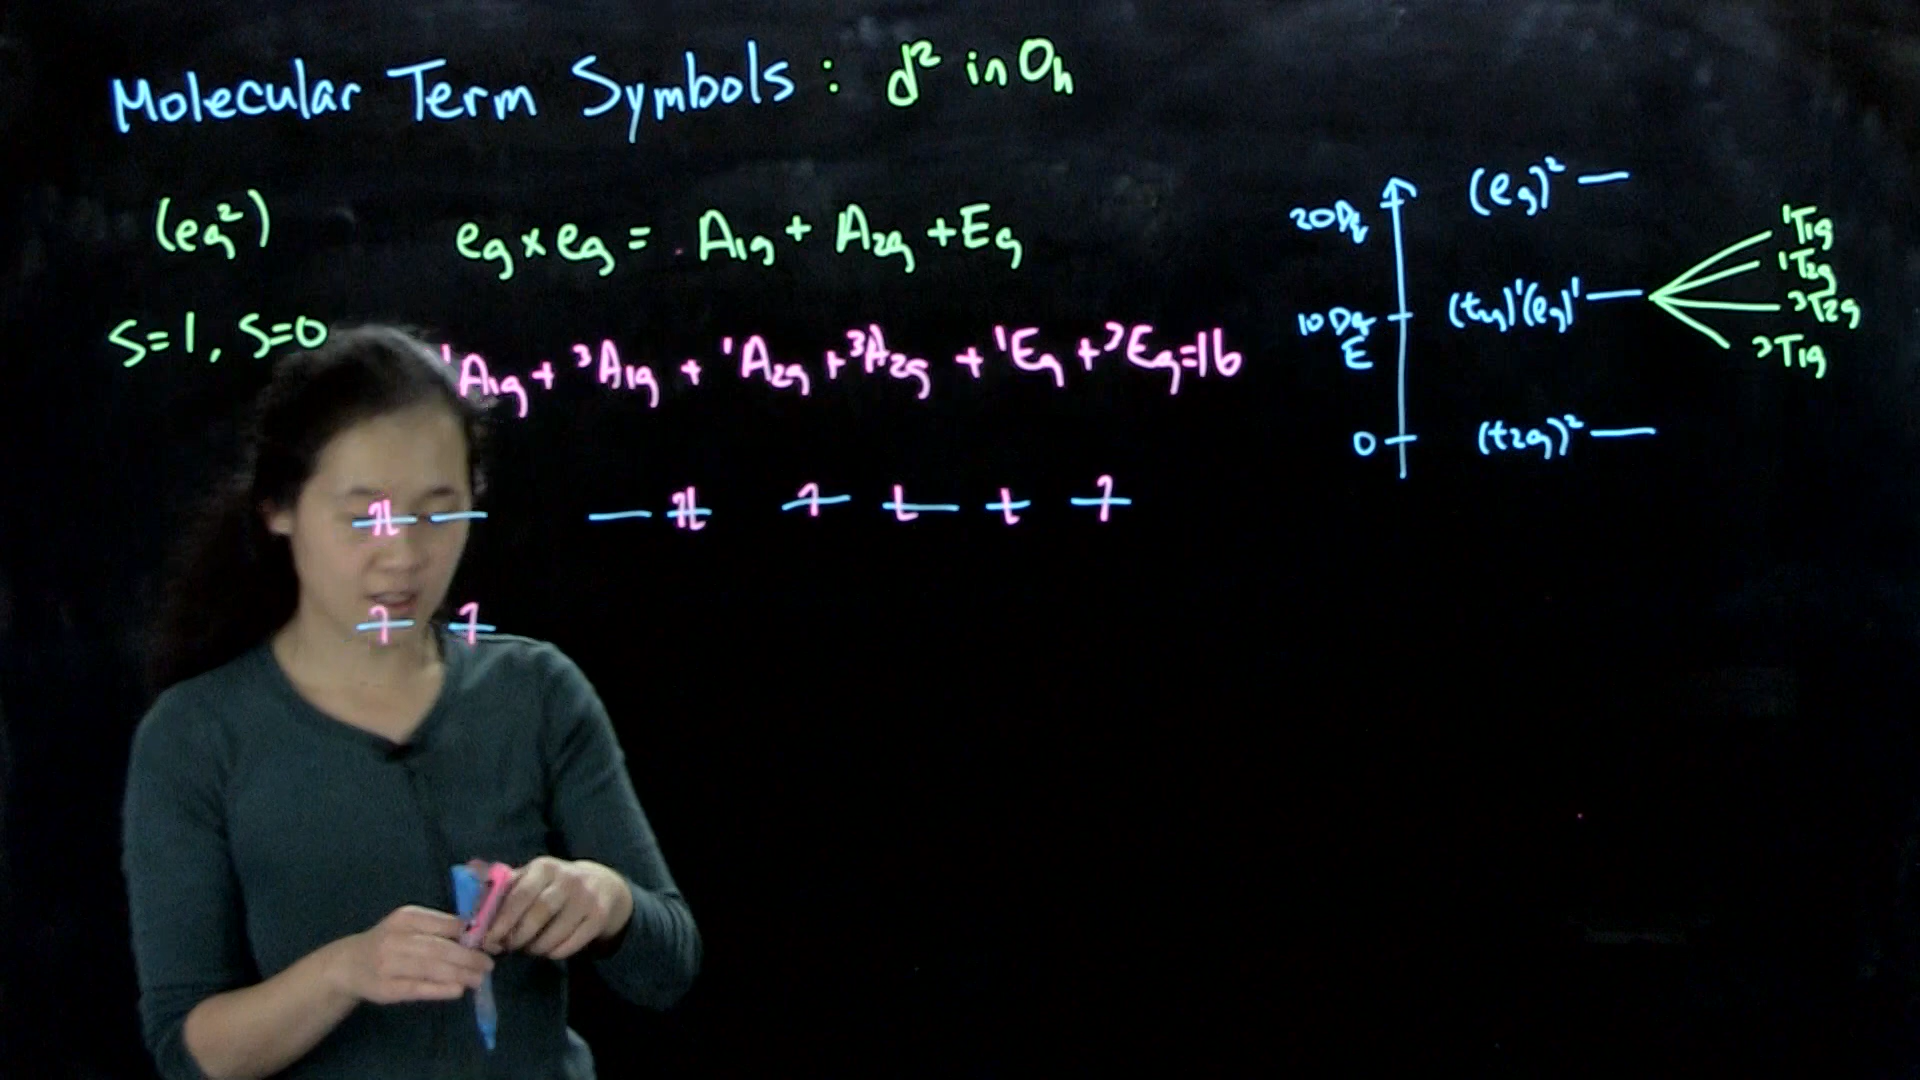 Molecular Term Symbols : d² in Oh
(eg²)
eg x eg = A1g + A2g + Eg
S=1, S=0
¹A1g + ³A1g + ¹A2g + ³A2g + ¹Eg + ³Eg = 16
20Dq
(eg)²
¹T1g
¹T2g
10Dq
(t2g)¹(eg)¹
³T2g
E
³T1g
0
(t2g)²